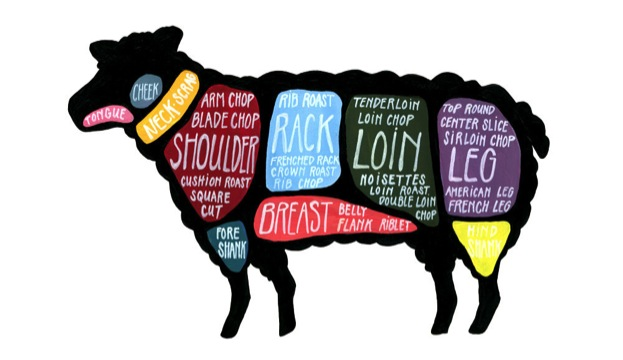 CHEEK
TONGUE
NECK SCRAG
ARM CHOP
BLADE CHOP
SHOULDER
CUSHION ROAST
SQUARE
CUT
FORE
SHANK
RIB ROAST
RACK
FRENCHED RACK
CROWN ROAST
RIB CHOP
BREAST
BELLY
FLANK RIBLET
TENDERLOIN
LOIN CHOP
LOIN
NOISETTES
LOIN ROAST
DOUBLE LOIN
CHOP
TOP ROUND
CENTER SLICE
SIRLOIN CHOP
LEG
AMERICAN LEG
FRENCH LEG
HIND
SHANK